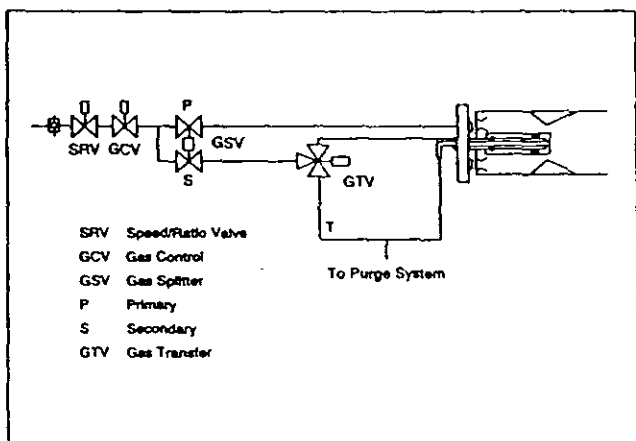 P
SRV GCV GSV
S
GTV
T
To Purge System
SRV Speed/Ratio Valve
GCV Gas Control
GSV Gas Splitter
P Primary
S Secondary
GTV Gas Transfer